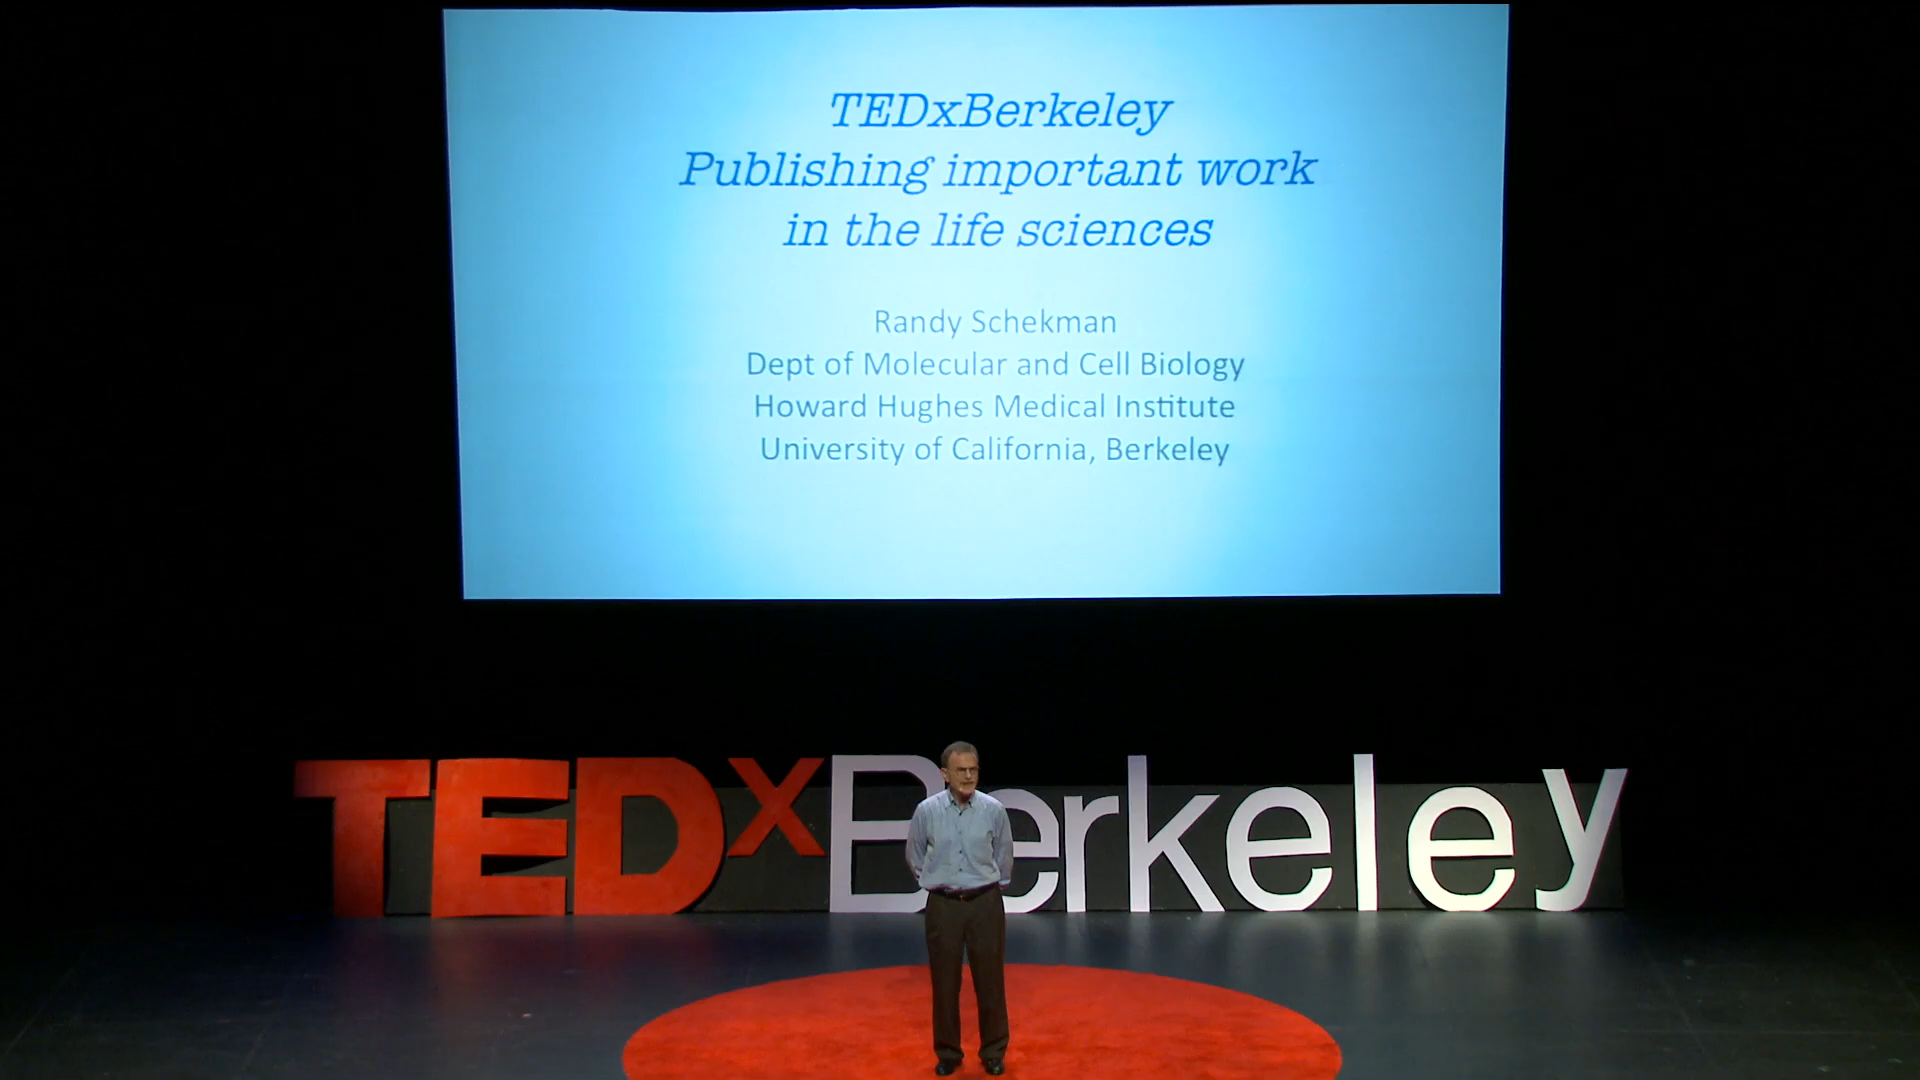 TEDxBerkeley
Publishing important work
in the life sciences
Randy Schekman
Dept of Molecular and Cell Biology
Howard Hughes Medical Institute
University of California, Berkeley
TEDxBerkeley